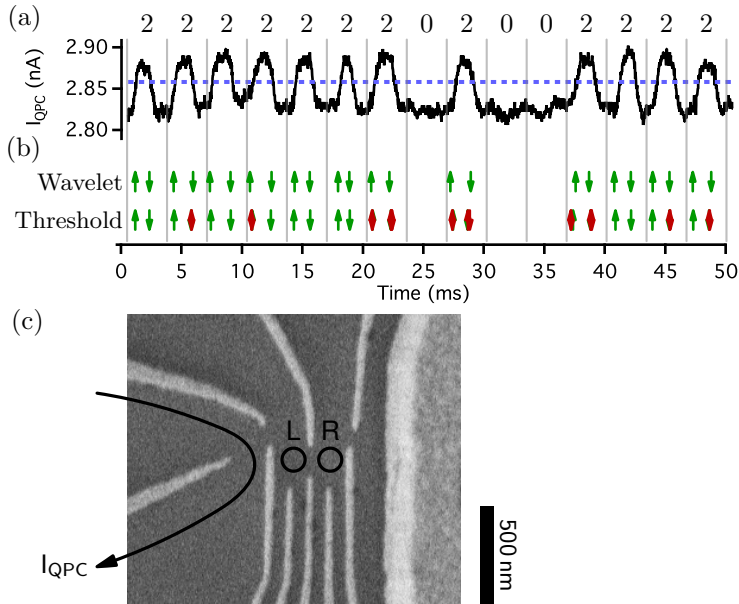 (a)
2 2 2 2 2 2 2 0 2 0 0 2 2 2 2
I_QPC (nA)
2.90
2.85
2.80
(b)
Wavelet
Threshold
0 5 10 15 20 25 30 35 40 45 50
Time (ms)
(c)
L R
I_QPC
500 nm